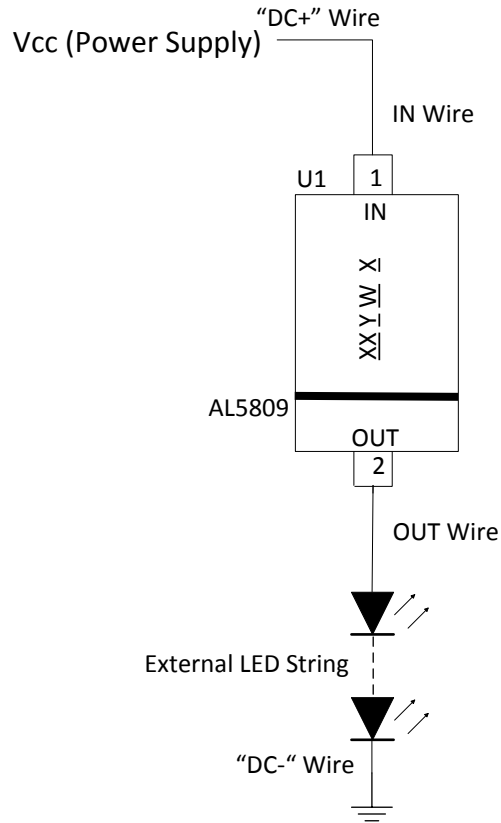 “DC+” Wire
Vcc (Power Supply)
IN Wire
U1
1
IN
XX Y W X
AL5809
OUT
2
OUT Wire
External LED String
“DC-“ Wire